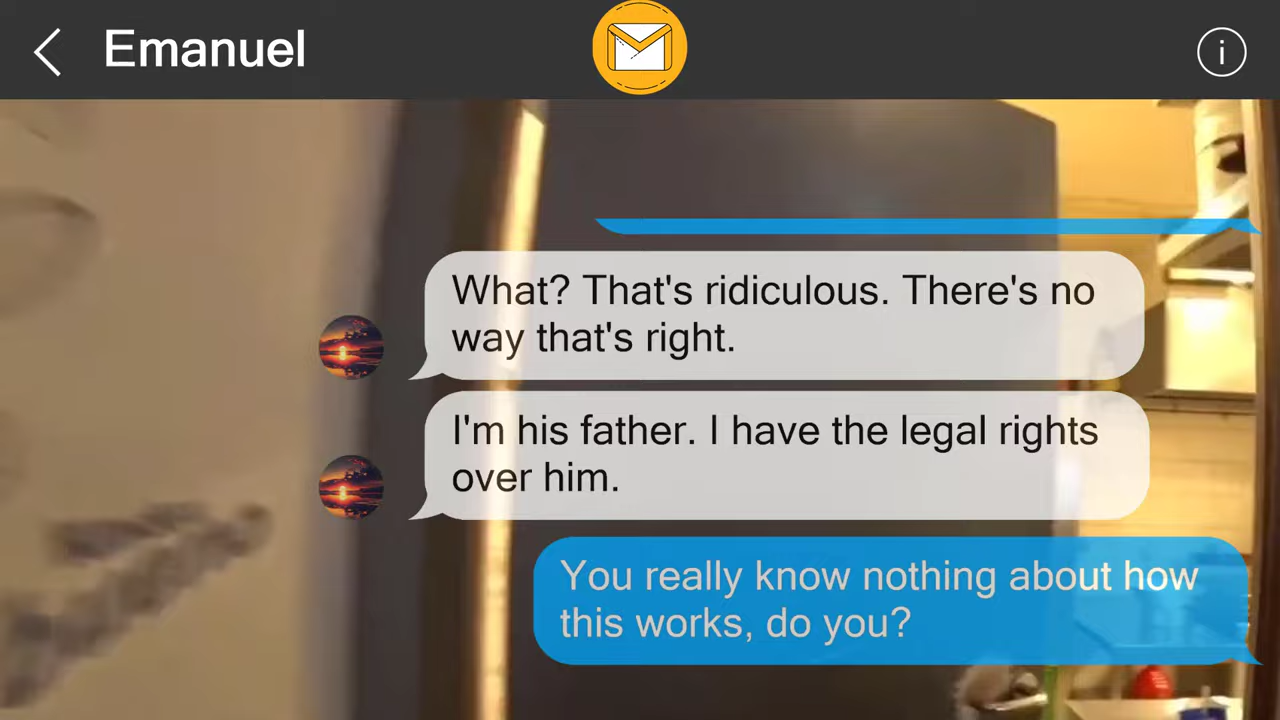 Emanuel
i
What? That's ridiculous. There's no
way that's right.
I'm his father. I have the legal rights
over him.
You really know nothing about how
this works, do you?